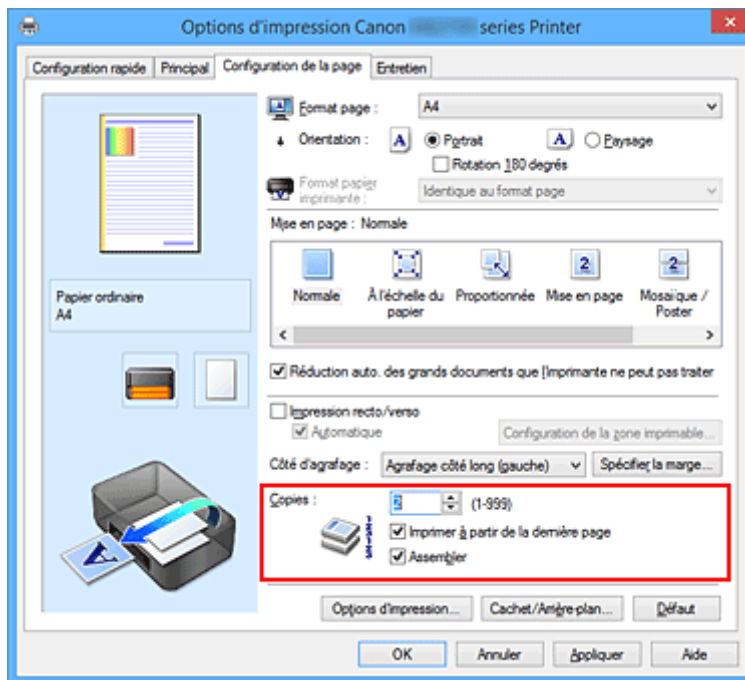 Options d'impression Canon series Printer
Configuration rapide Principal Configuration de la page Entretien
Format page : A4
Orientation : A Portrait A Paysage
Rotation 180 degrés
Format papier imprimante : Identique au format page
Mise en page : Normale
Normale À l'échelle du papier Proportionnée Mise en page Mosaïque / Poster
Papier ordinaire
A4
Réduction auto. des grands documents que l'imprimante ne peut pas traiter
Impression recto/verso
Automatique Configuration de la zone imprimable...
Côté d'agrafage : Agrafage côté long (gauche) Spécifier la marge...
Copies : 2 (1-999)
Imprimer à partir de la dernière page
Assembler
Options d'impression... Cachet/Arrière-plan... Défaut
OK Annuler Appliquer Aide